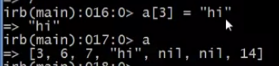 irb(main):016:0> a[3] = "hi"
=> "hi"
irb(main):017:0> a
=> [3, 6, 7, "hi", nil, nil, 14]